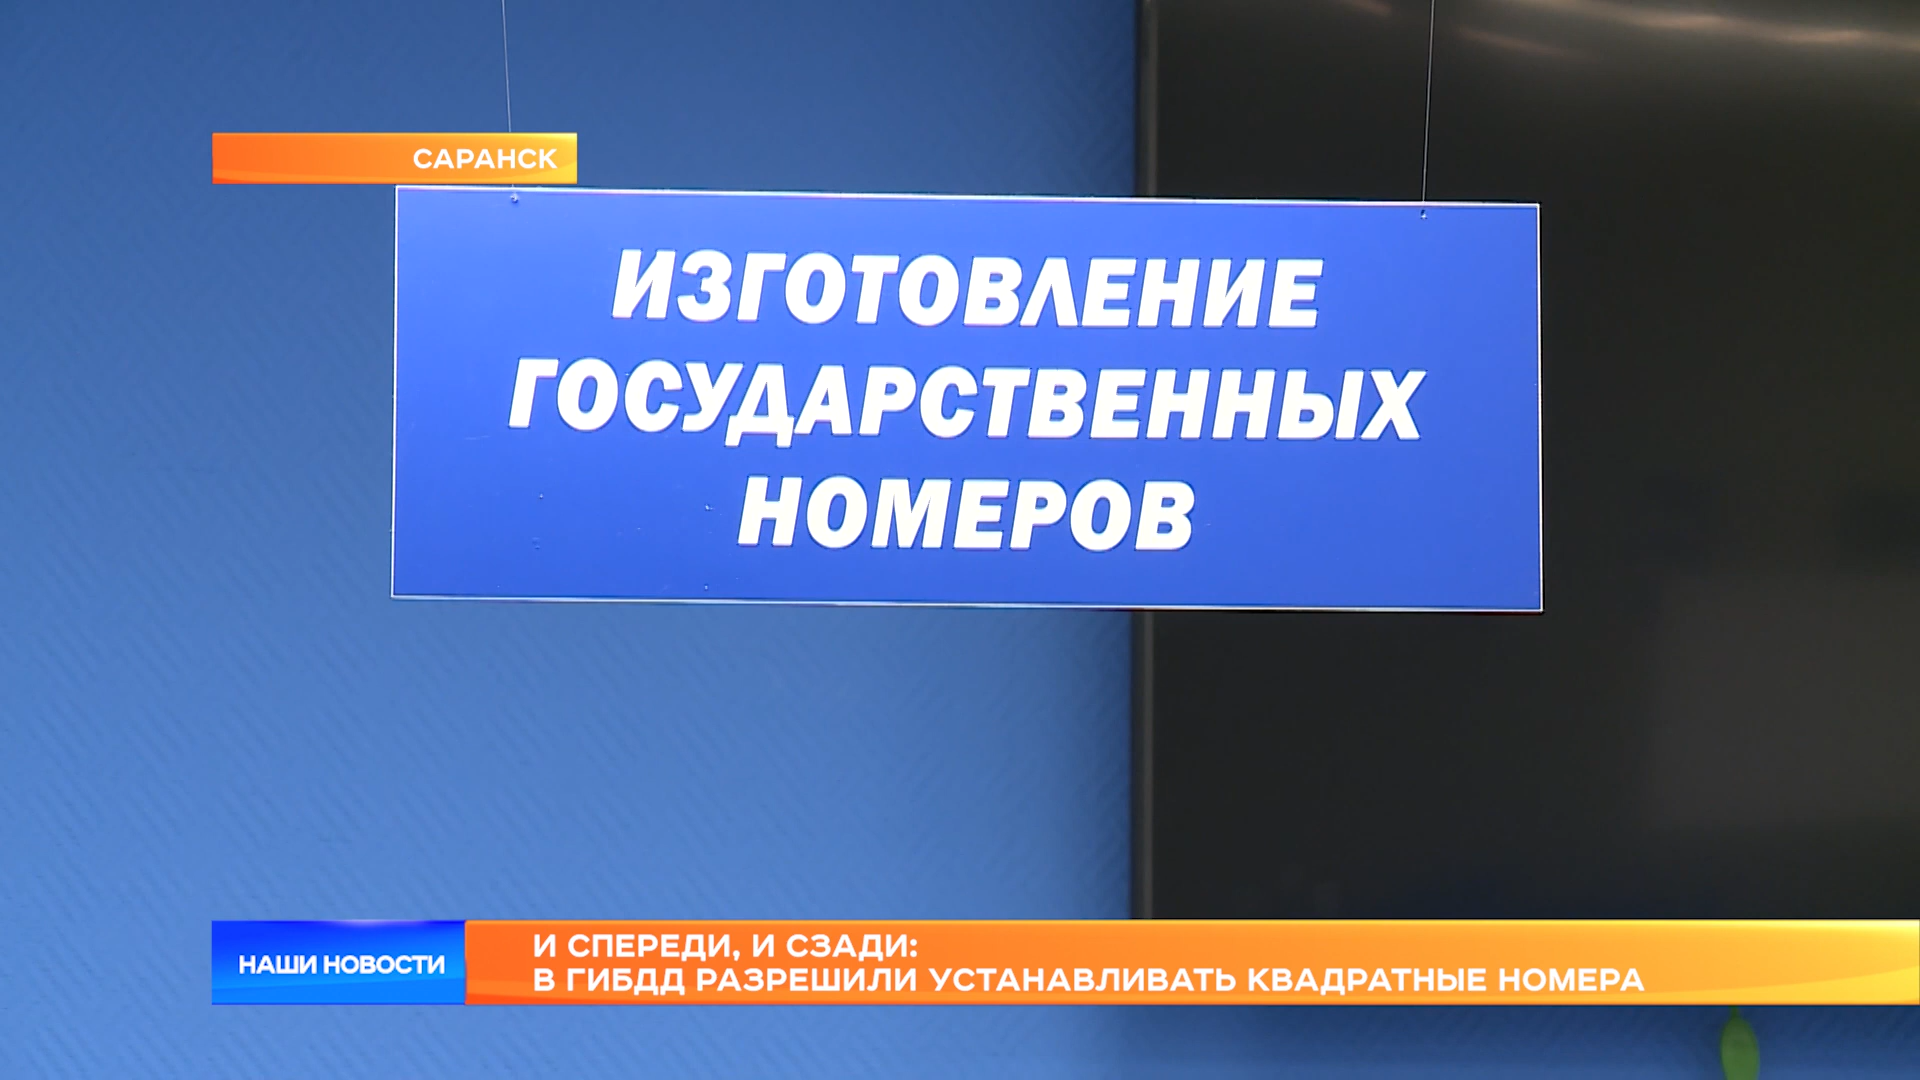 САРАНСК
ИЗГОТОВЛЕНИЕ
ГОСУДАРСТВЕННЫХ
НОМЕРОВ
НАШИ НОВОСТИ
И СПЕРЕДИ, И СЗАДИ:
В ГИБДД РАЗРЕШИЛИ УСТАНАВЛИВАТЬ КВАДРАТНЫЕ НОМЕРА